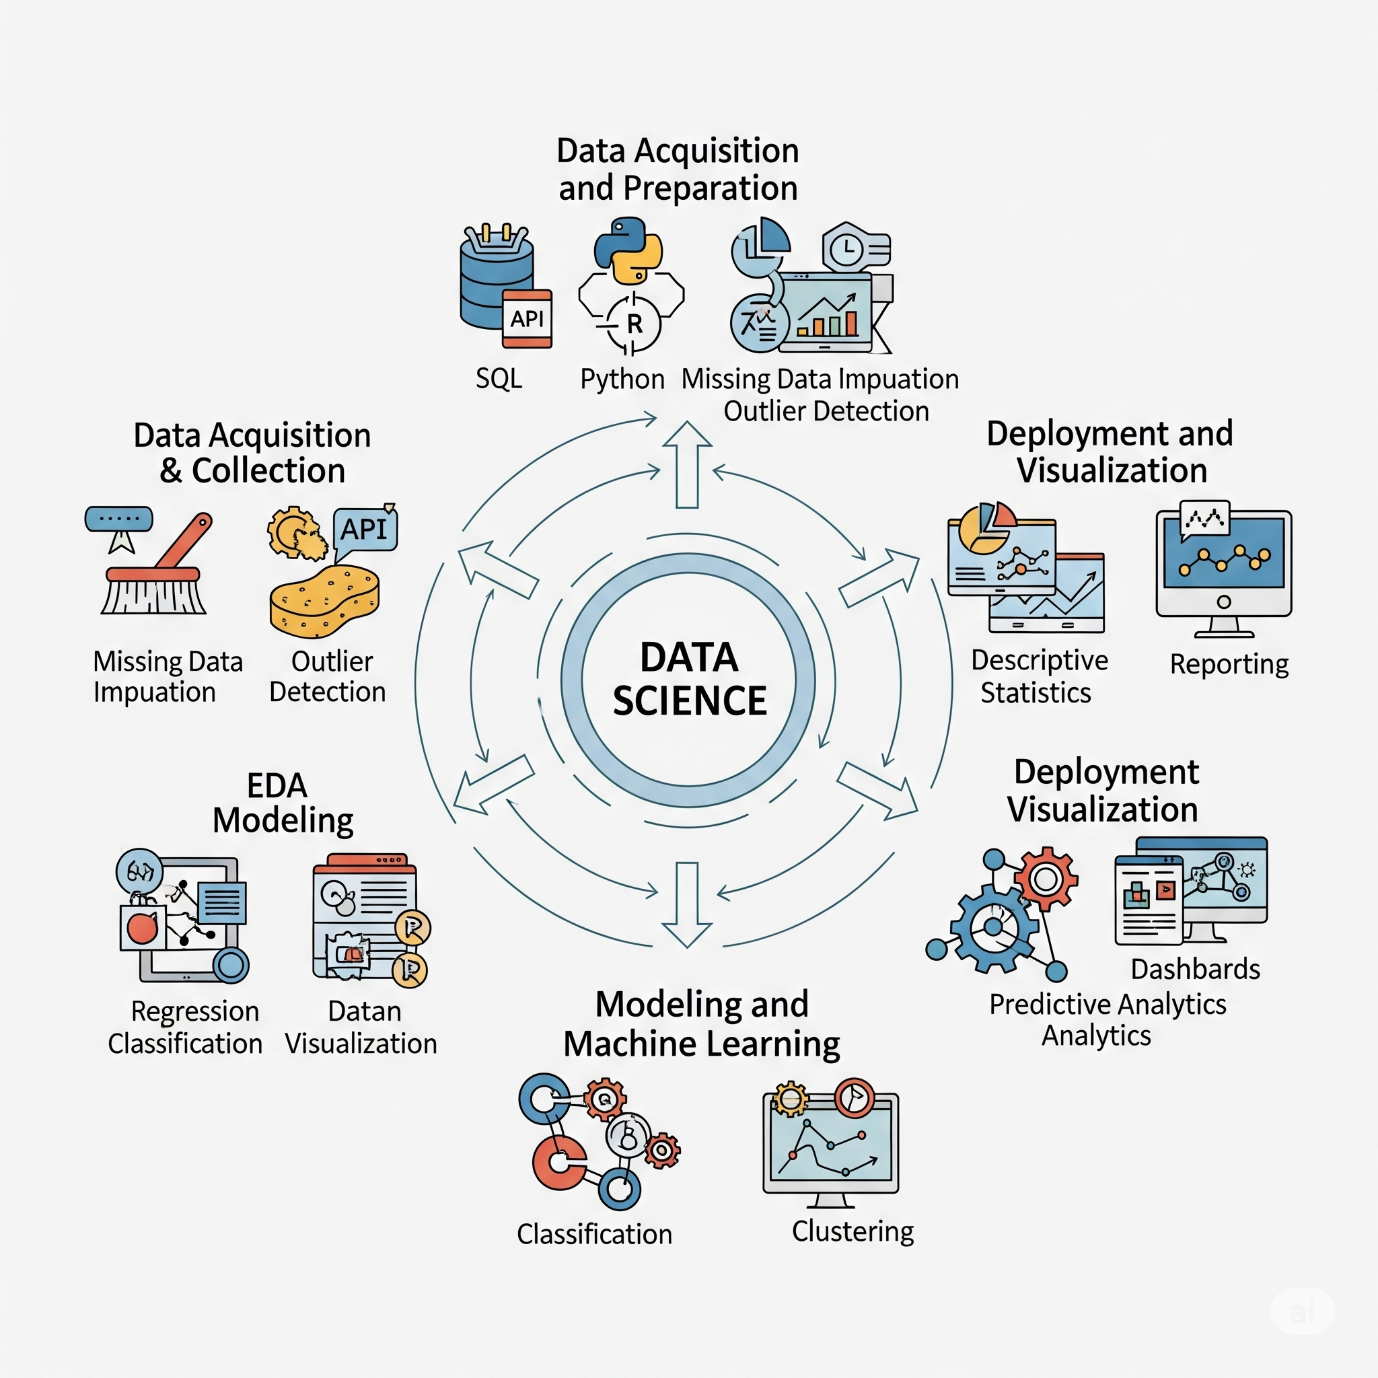 Data Acquisition
and Preparation
API
R
SQL
Python
Missing Data Impuation
Outlier Detection
Data Acquisition
& Collection
API
Missing Data
Impuation
Outlier
Detection
Deployment and
Visualization
Descriptive
Statistics
Reporting
DATA
SCIENCE
EDA
Modeling
Regression
Classification
Datan
Visualization
Deployment
Visualization
Dashbards
Predictive Analytics
Analytics
Modeling and
Machine Learning
Classification
Clustering
ai